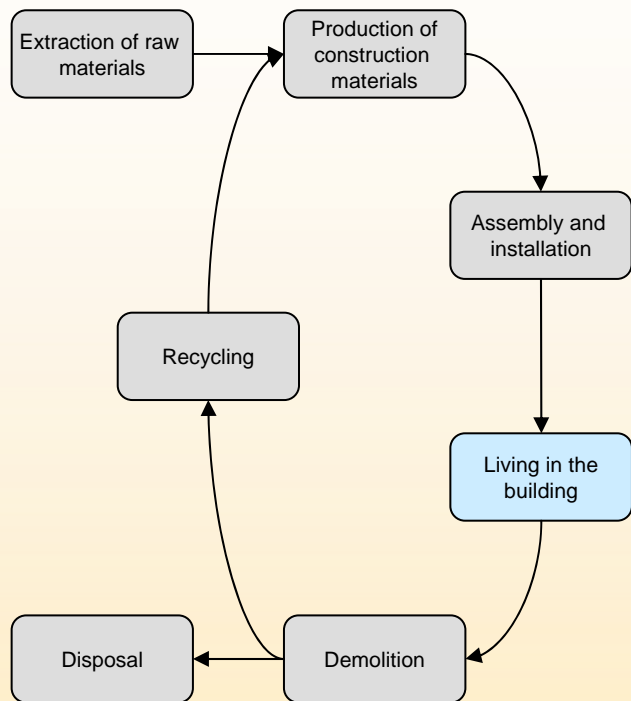 Extraction of raw
materials
Production of
construction
materials
Assembly and
installation
Recycling
Living in the
building
Disposal
Demolition